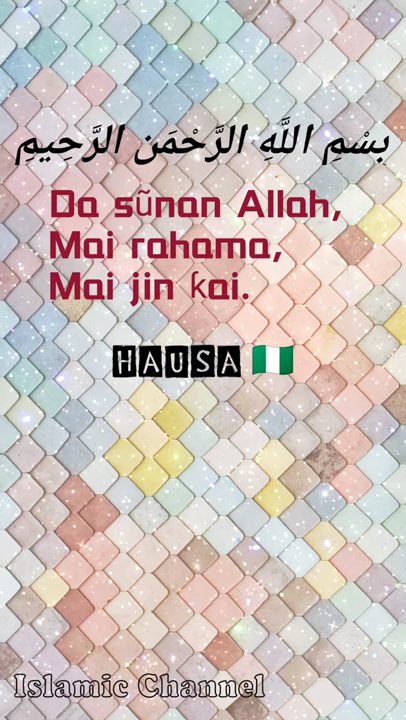 بِسْمِ اللَّهِ الرَّحْمَن الرَّحِيمِ
Da sũnan Allah,
Mai rahama,
Mai jin ƙai.
HAUSA 🇳🇬
Islamic Channel